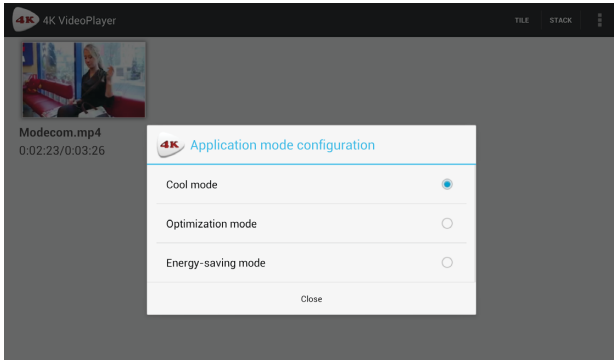 4K 4K VideoPlayer TILE STACK
Modecom.mp4
0:02:23/0:03:26
4K Application mode configuration
Cool mode
Optimization mode
Energy-saving mode
Close